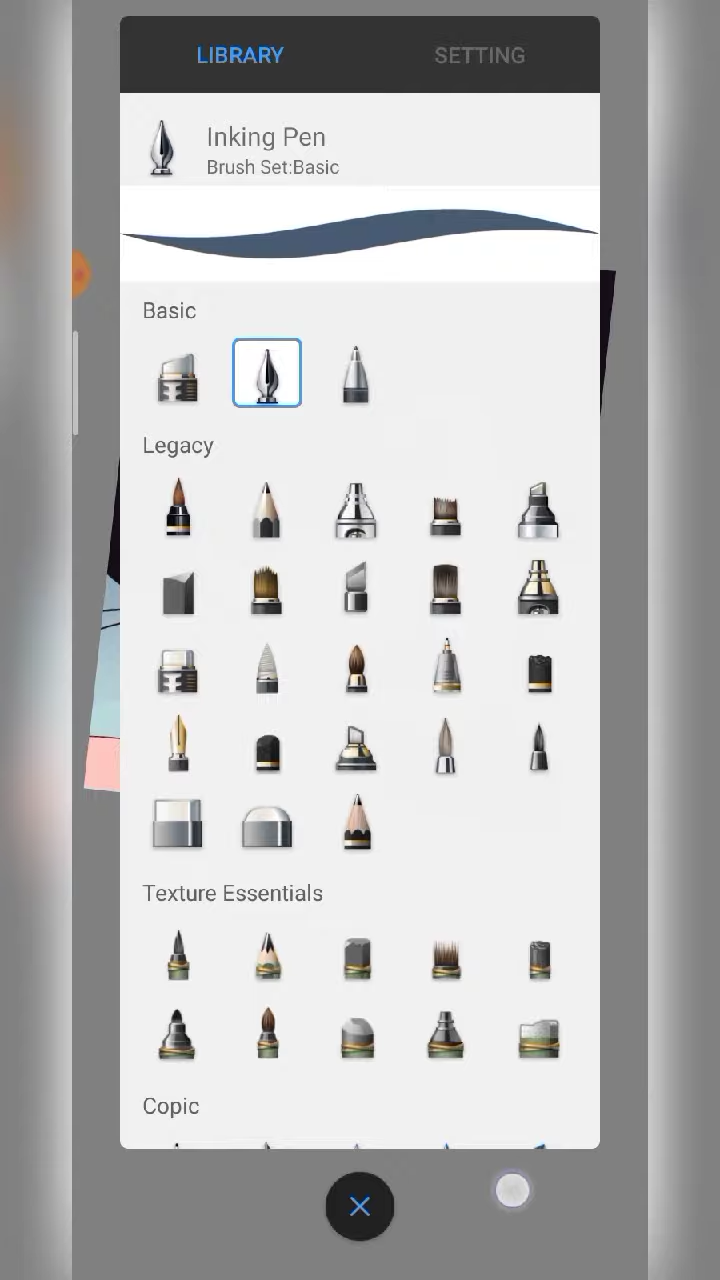 LIBRARY
SETTING
Inking Pen
Brush Set:Basic
Basic
Legacy
Texture Essentials
Copic